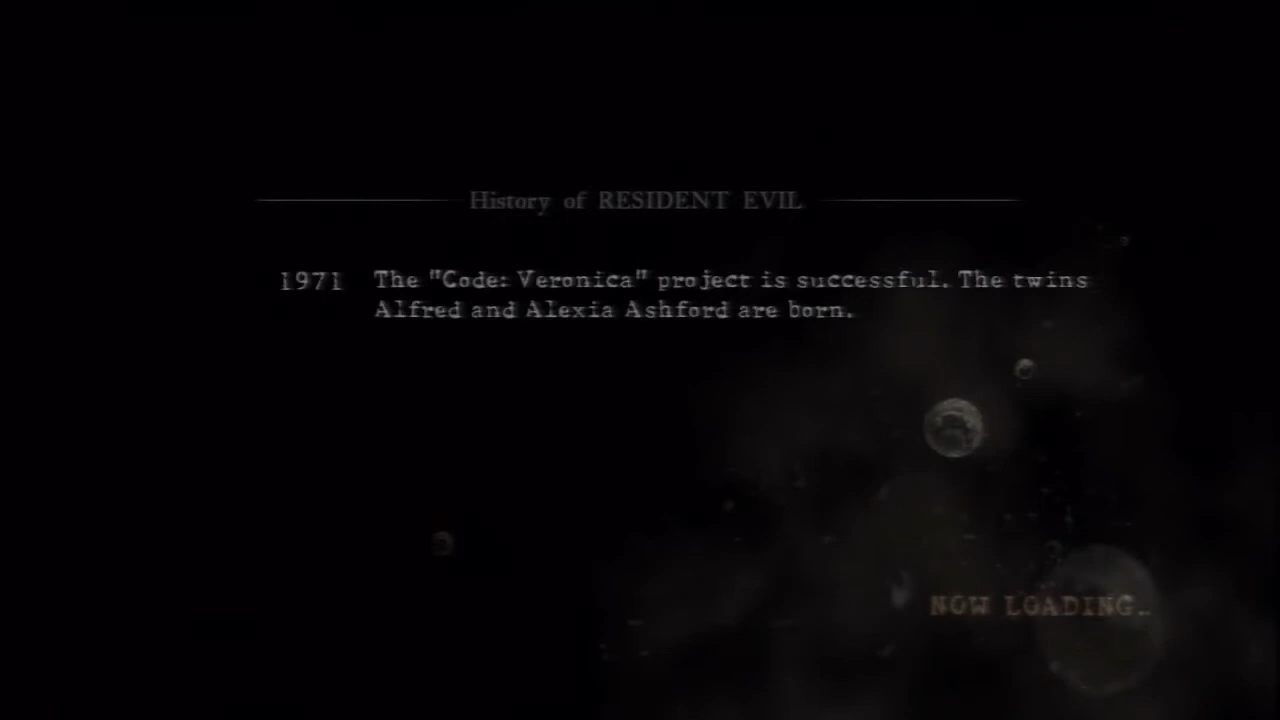 History of RESIDENT EVIL
1971 The "Code: Veronica" project is successful. The twins
Alfred and Alexia Ashford are born.
NOW LOADING…